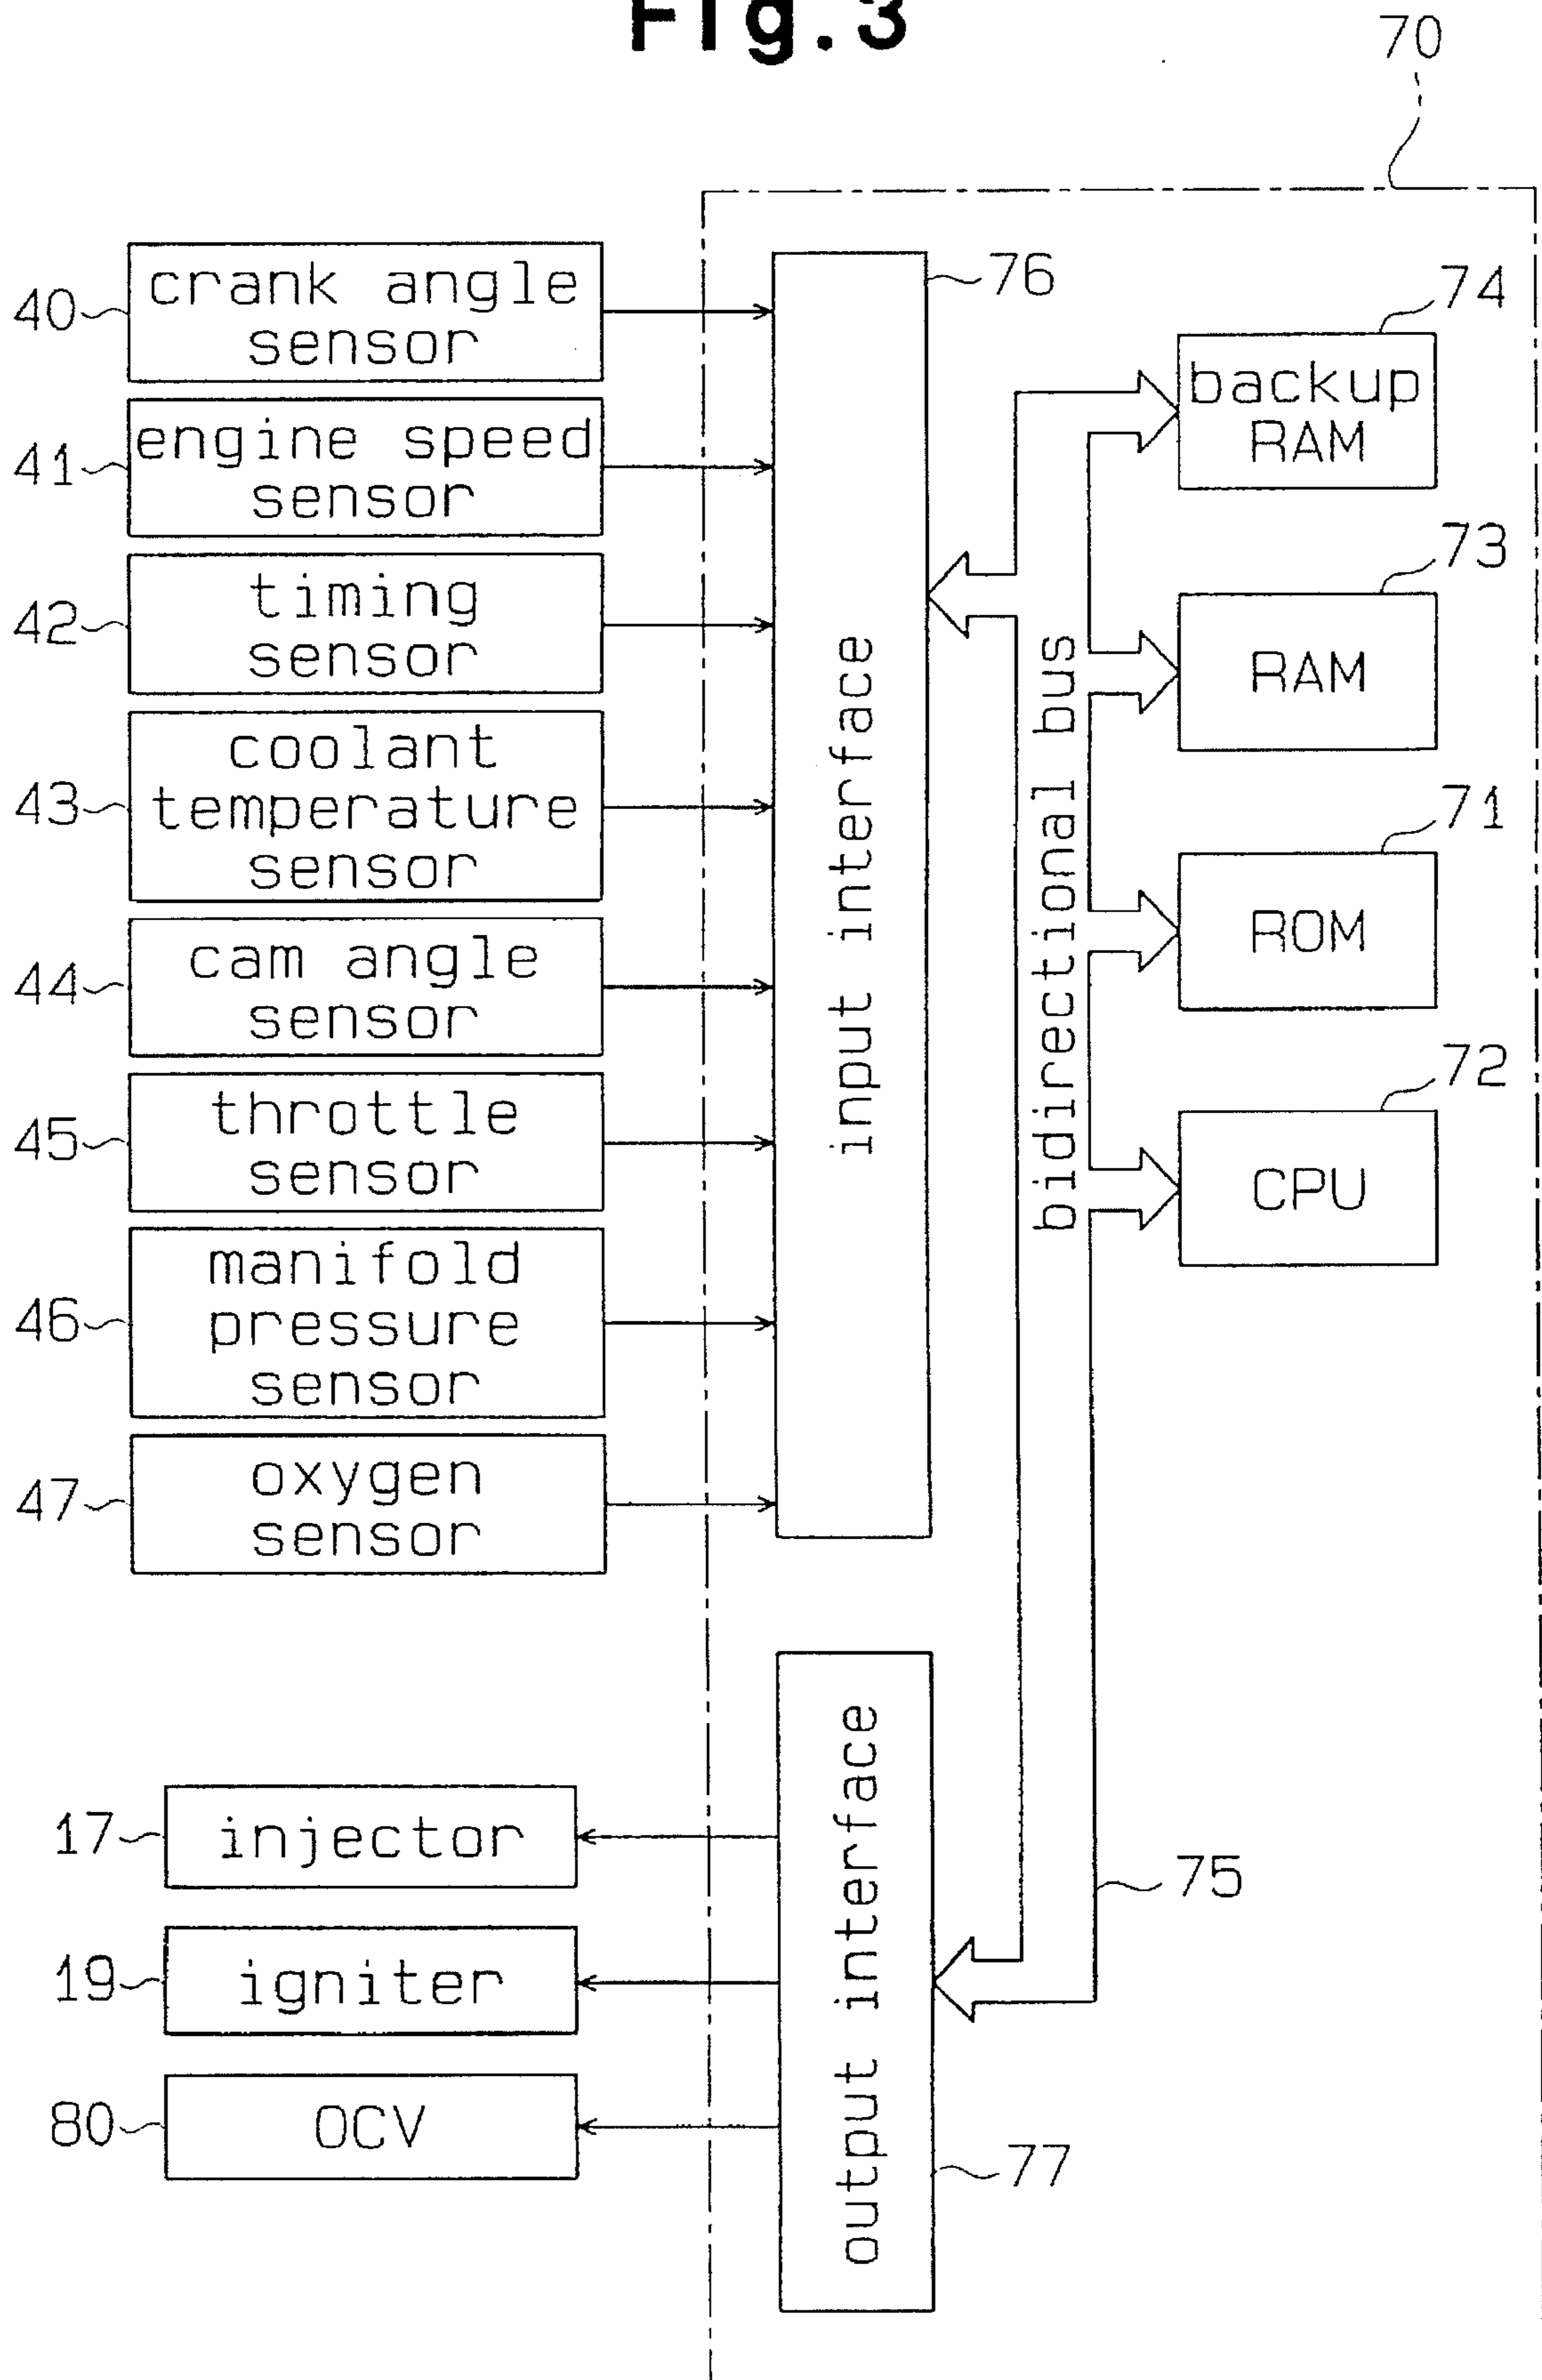 Fig.3
70
76
74
40
crank angle
sensor
backup
RAM
41
engine speed
sensor
73
42
timing
sensor
RAM
43
coolant
temperature
sensor
71
ROM
44
cam angle
sensor
72
45
throttle
sensor
CPU
46
manifold
pressure
sensor
47
oxygen
sensor
input interface
bidirectional bus
17
injector
75
19
igniter
80
OCV
output interface
77